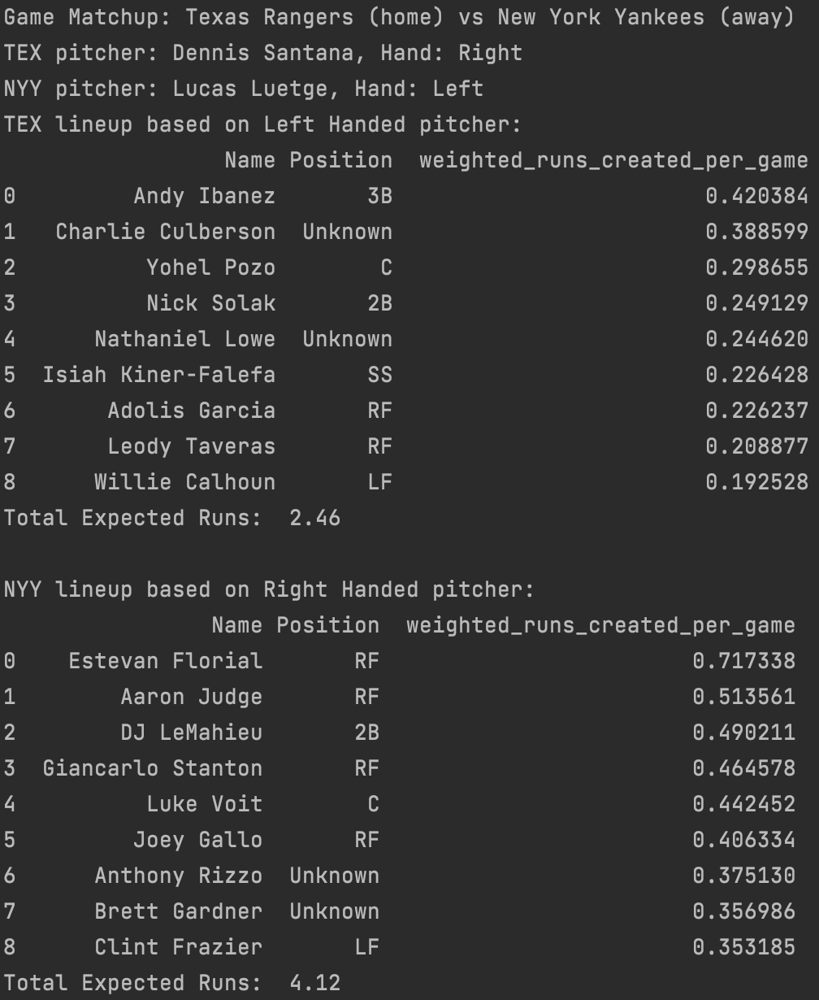 Game Matchup: Texas Rangers (home) vs New York Yankees (away)
TEX pitcher: Dennis Santana, Hand: Right
NYY pitcher: Lucas Luetge, Hand: Left
TEX lineup based on Left Handed pitcher:
Name Position weighted_runs_created_per_game
0 Andy Ibanez 3B 0.420384
1 Charlie Culberson Unknown 0.388599
2 Yohel Pozo C 0.298655
3 Nick Solak 2B 0.249129
4 Nathaniel Lowe Unknown 0.244620
5 Isiah Kiner-Falefa SS 0.226428
6 Adolis Garcia RF 0.226237
7 Leody Taveras RF 0.208877
8 Willie Calhoun LF 0.192528
Total Expected Runs: 2.46
NYY lineup based on Right Handed pitcher:
Name Position weighted_runs_created_per_game
0 Estevan Florial RF 0.717338
1 Aaron Judge RF 0.513561
2 DJ LeMahieu 2B 0.490211
3 Giancarlo Stanton RF 0.464578
4 Luke Voit C 0.442452
5 Joey Gallo RF 0.406334
6 Anthony Rizzo Unknown 0.375130
7 Brett Gardner Unknown 0.356986
8 Clint Frazier LF 0.353185
Total Expected Runs: 4.12